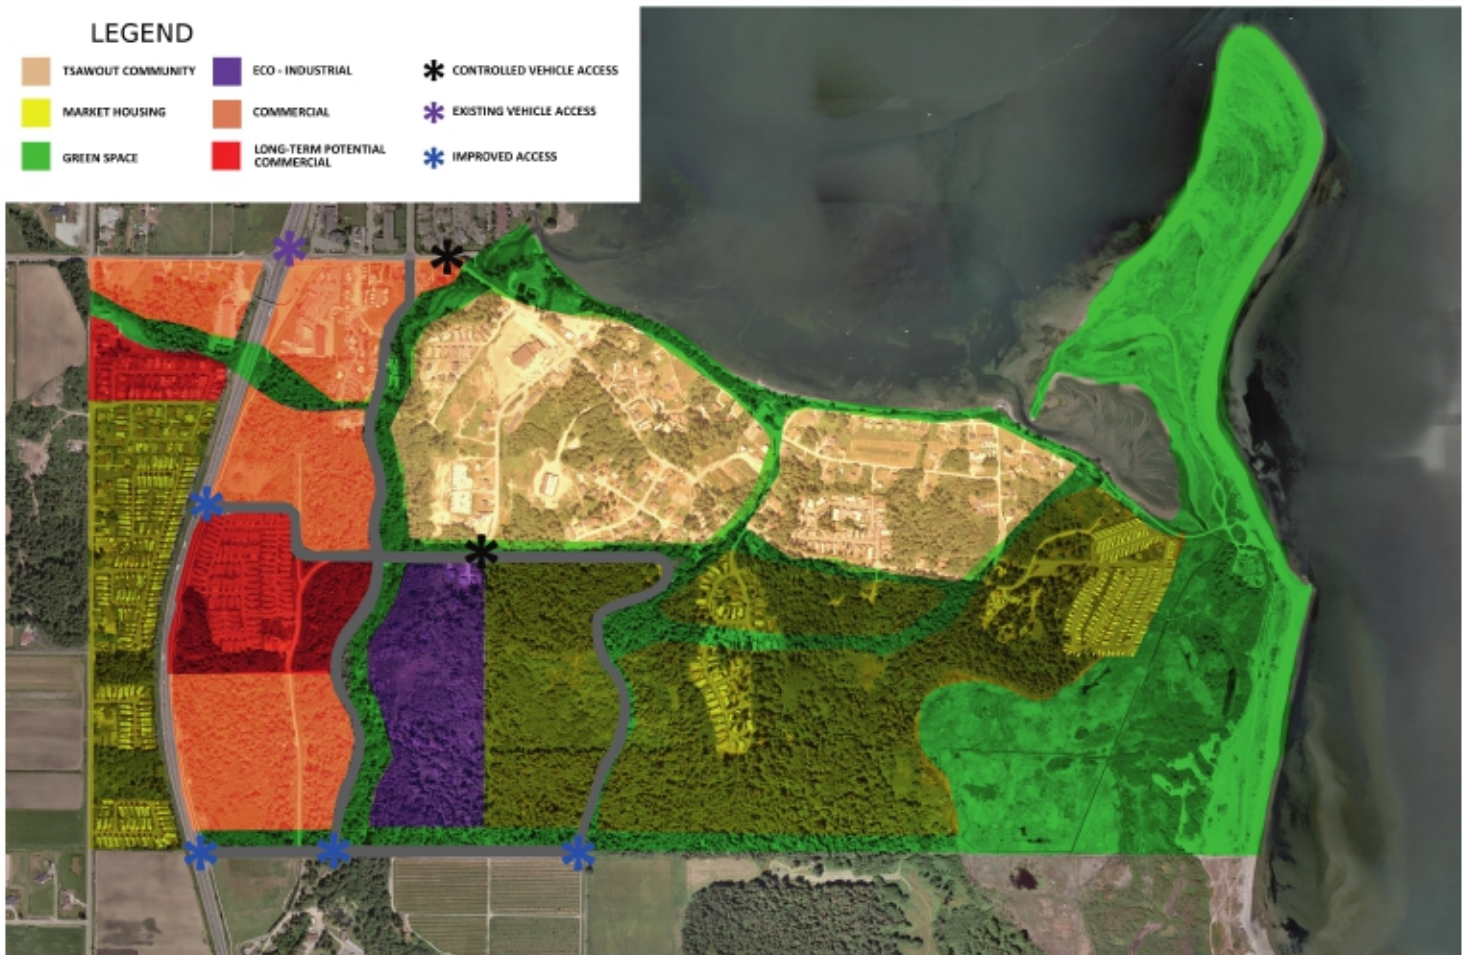 LEGEND
TSAWOUT COMMUNITY
MARKET HOUSING
GREEN SPACE
ECO - INDUSTRIAL
COMMERCIAL
LONG-TERM POTENTIAL
COMMERCIAL
CONTROLLED VEHICLE ACCESS
EXISTING VEHICLE ACCESS
IMPROVED ACCESS